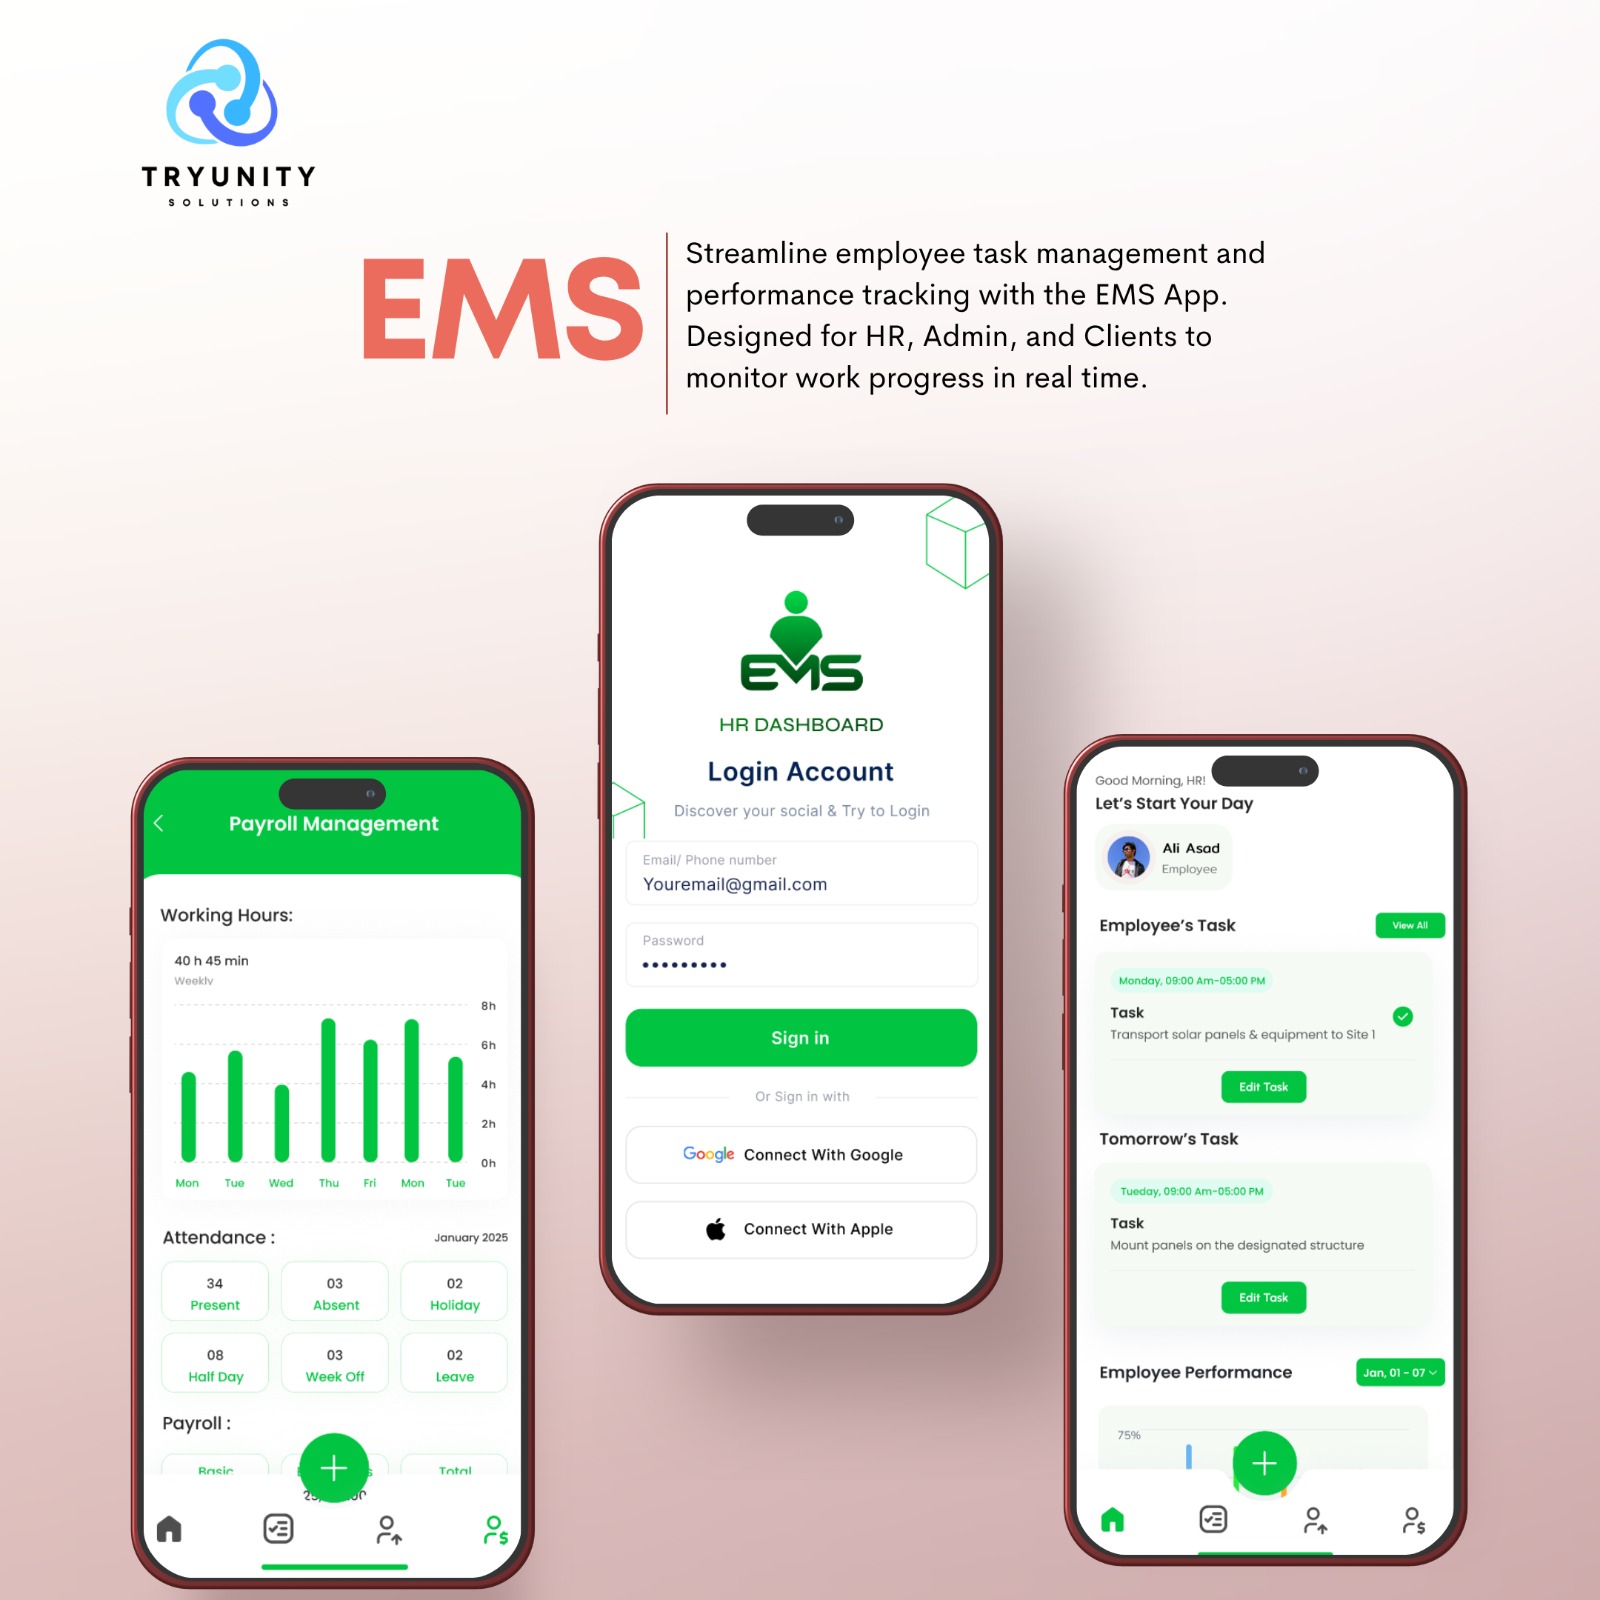 TRYUNITY
SOLUTIONS
EMS
Streamline employee task management and
performance tracking with the EMS App.
Designed for HR, Admin, and Clients to
monitor work progress in real time.
EMS
HR DASHBOARD
Login Account
Discover your social & Try to Login
Email/ Phone number
Youremail@gmail.com
Password
Sign in
Or Sign in with
Google Connect With Google
Connect With Apple
Payroll Management
Working Hours:
40 h 45 min
Weekly
8h
6h
4h
2h
0h
Mon Tue Wed Thu Fri Mon Tue
Attendance :
January 2025
34 03 02
Present Absent Holiday
08 03 02
Half Day Week Off Leave
Payroll :
Basic Total
Good Morning, HR!
Let's Start Your Day
Ali Asad
Employee
Employee's Task
View All
Monday, 09:00 Am-05:00 PM
Task
Transport solar panels & equipment to Site 1
Edit Task
Tomorrow's Task
Tueday, 09:00 Am-05:00 PM
Task
Mount panels on the designated structure
Edit Task
Employee Performance
Jan, 01 - 07
75%